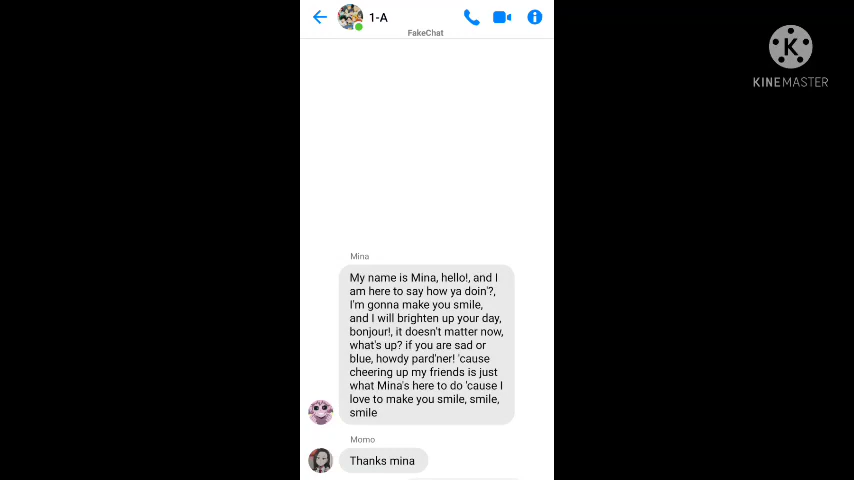 1-A
FakeChat
K
KINEMASTER
Mina
My name is Mina, hello!, and I
am here to say how ya doin'?,
I'm gonna make you smile,
and I will brighten up your day,
bonjour!, it doesn't matter now,
what's up? if you are sad or
blue, howdy pard'ner! 'cause
cheering up my friends is just
what Mina's here to do 'cause I
love to make you smile, smile,
smile
Momo
Thanks mina